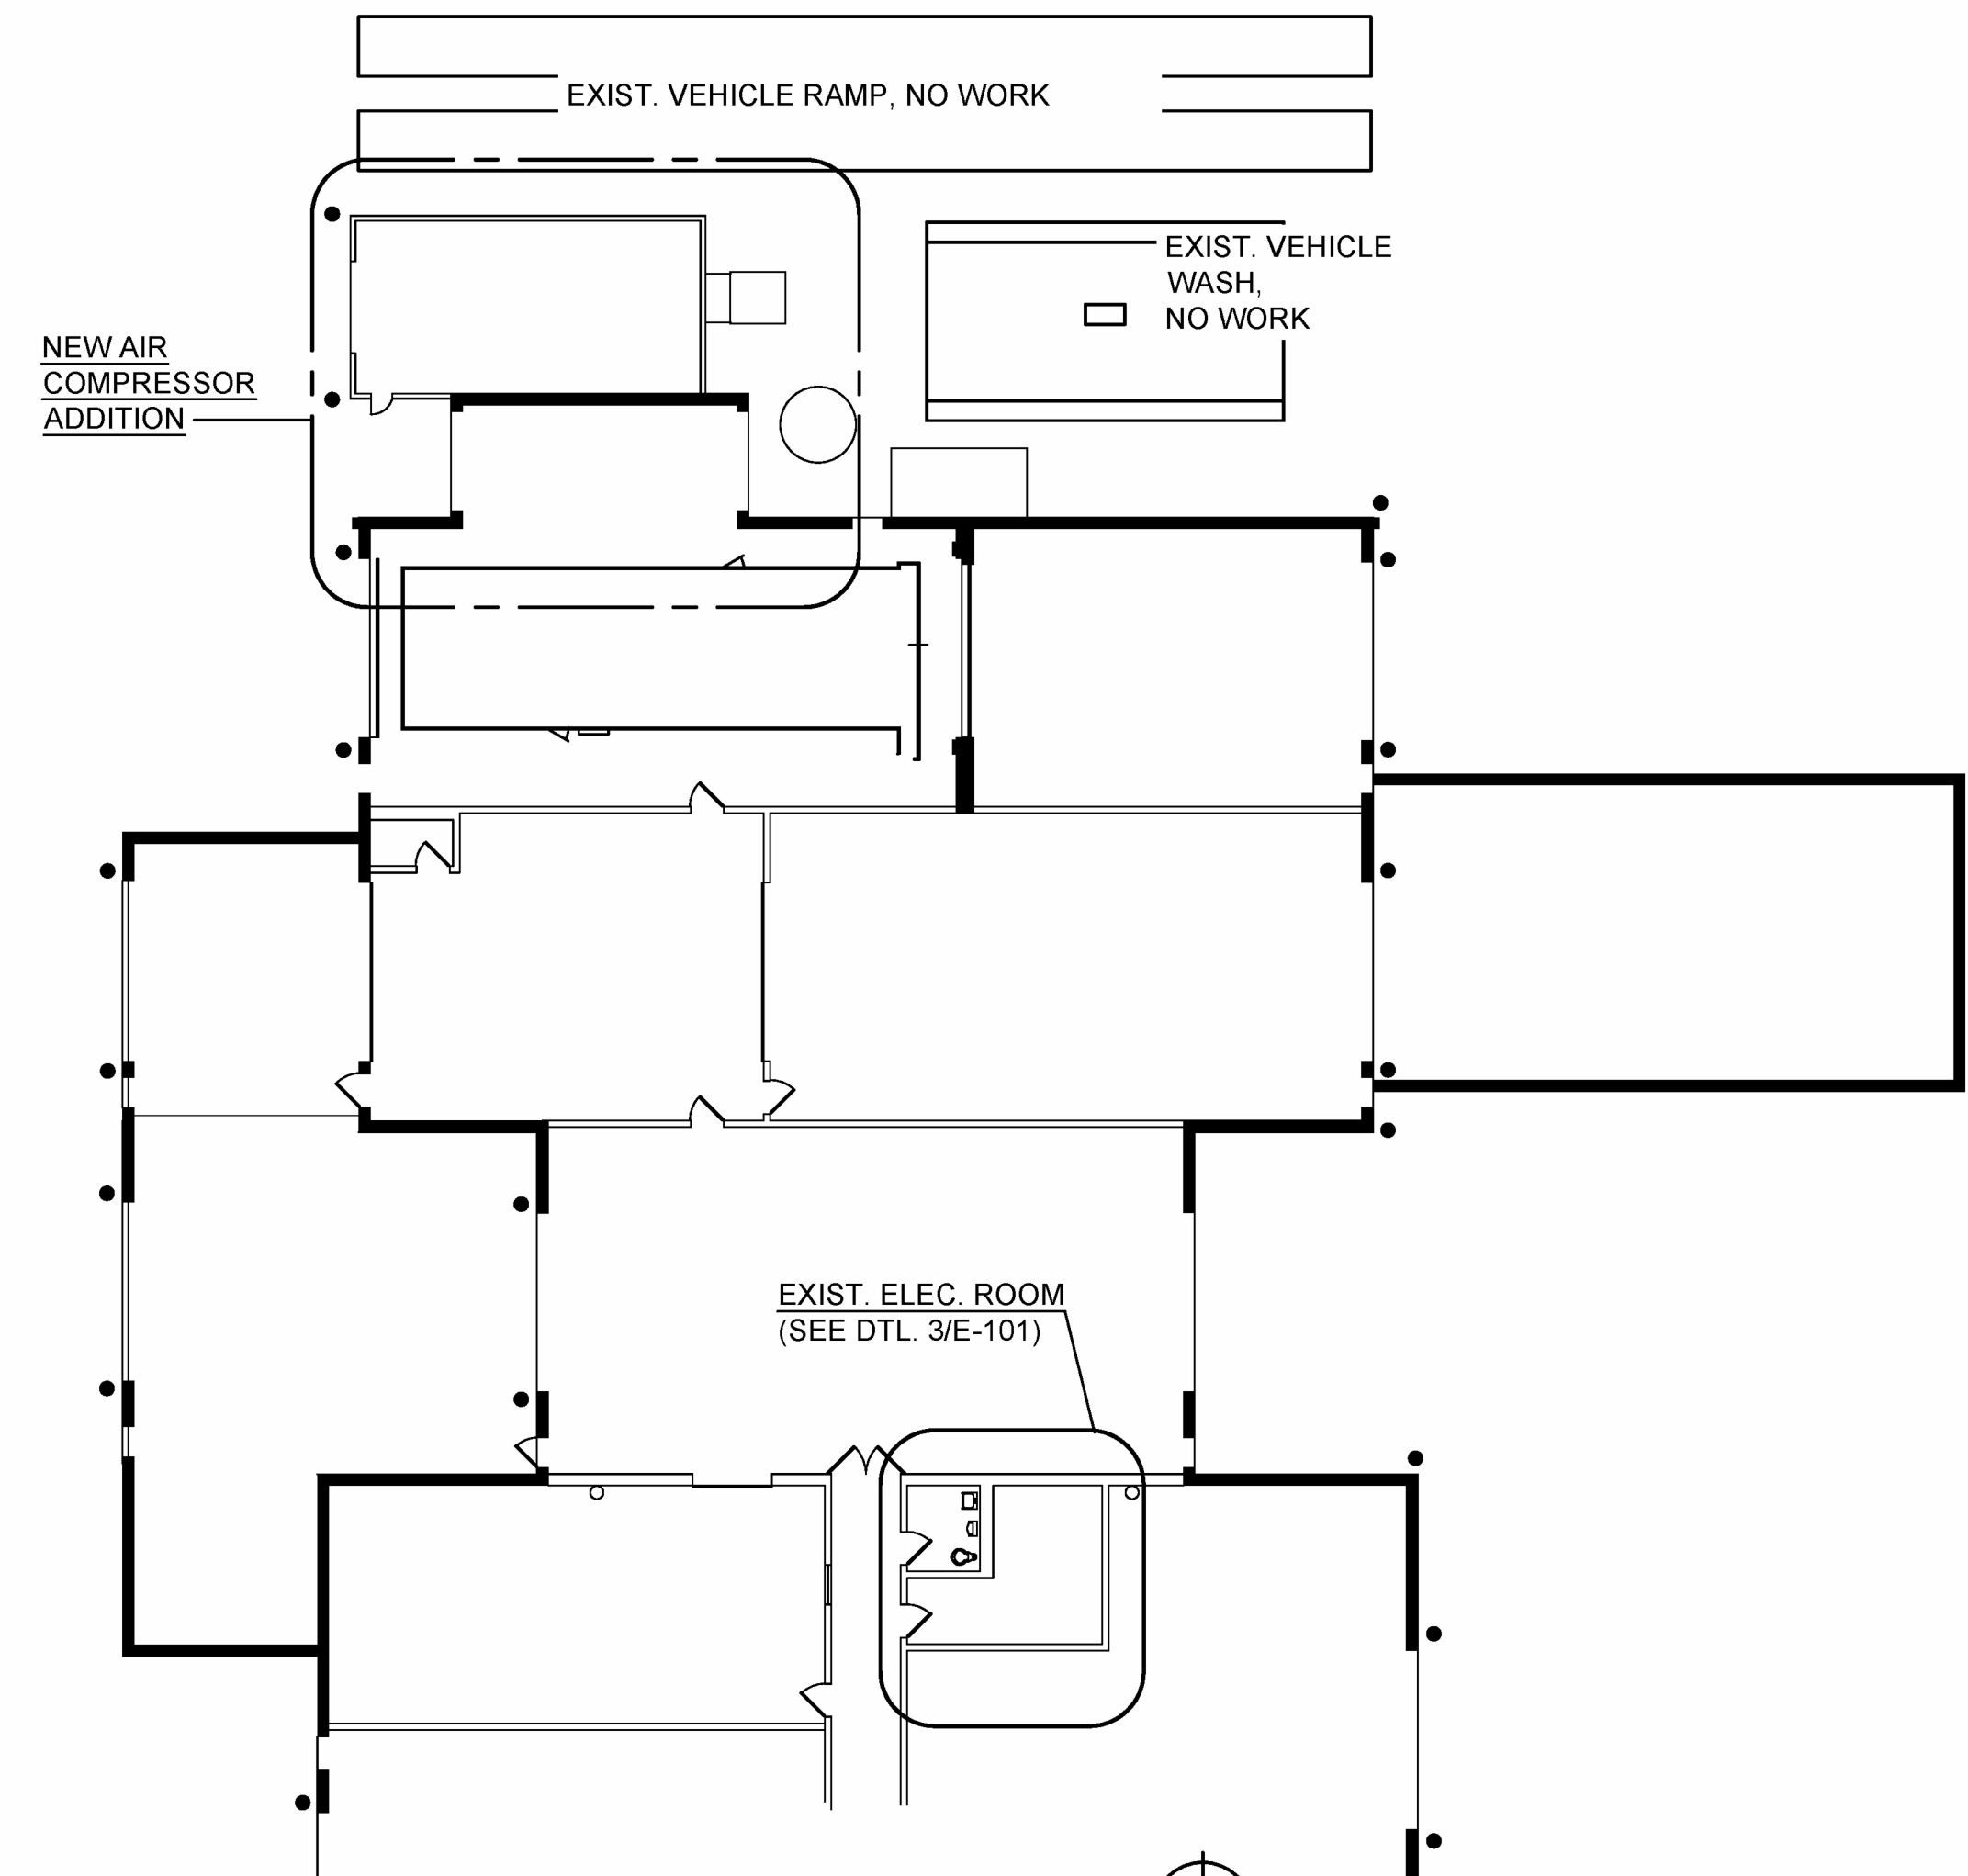 EXIST. VEHICLE RAMP, NO WORK
EXIST. VEHICLE
WASH,
NO WORK
NEW AIR
COMPRESSOR
ADDITION
EXIST. ELEC. ROOM
(SEE DTL. 3/E-101)